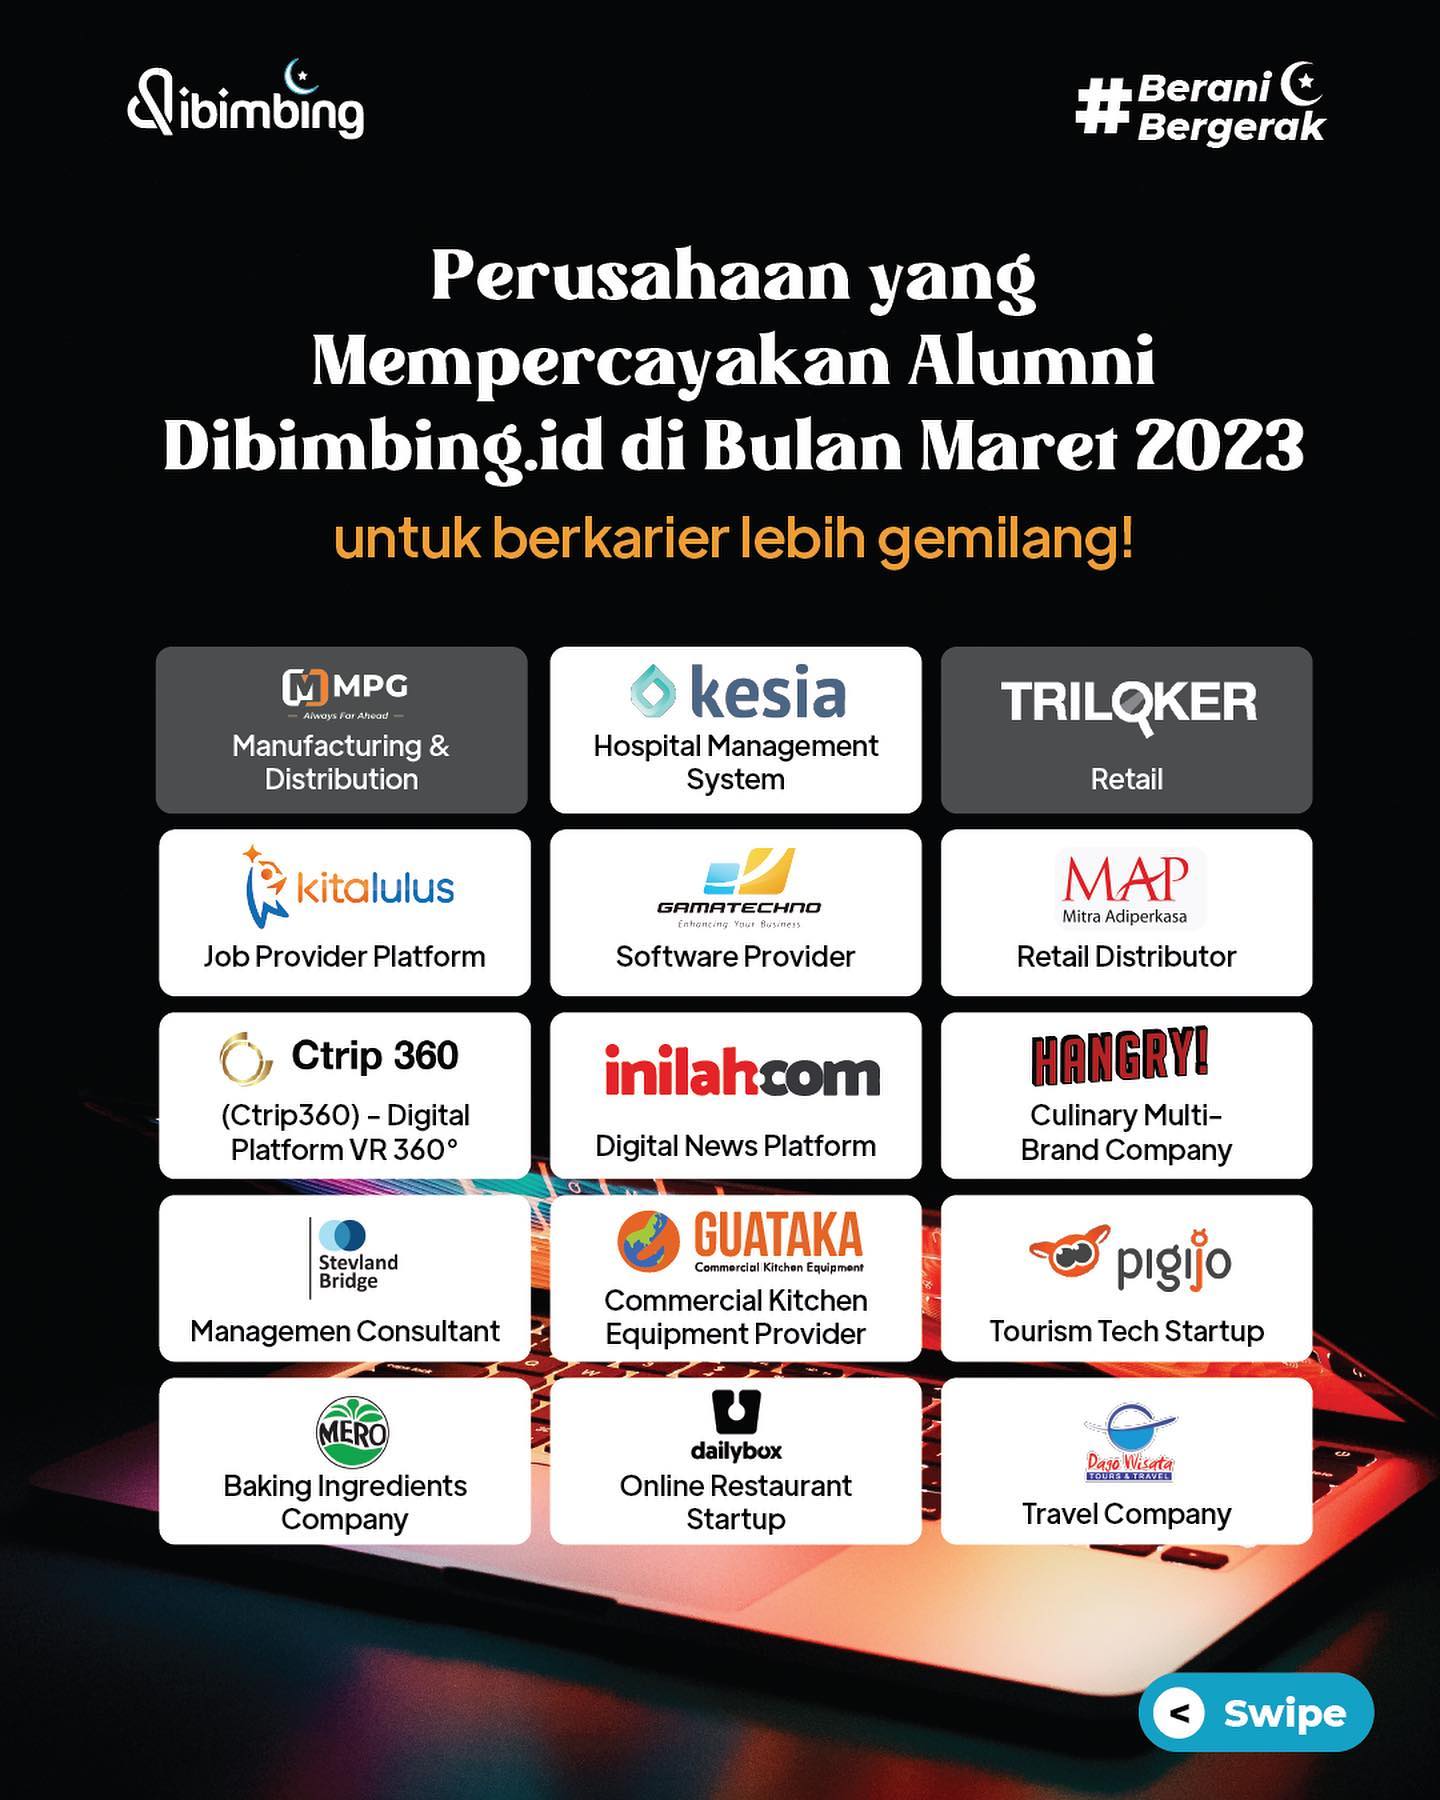 Dibimbing
#Berani
Bergerak
Perusahaan yang
Mempercayakan Alumni
Dibimbing.id di Bulan Maret 2023
untuk berkarier lebih gemilang!
M MPG
Always Far Ahead
Manufacturing &
Distribution
kesia
Hospital Management
System
TRILOKER
Retail
kitalulus
Job Provider Platform
GAMATECHNO
Enhancing Your Business
Software Provider
MAP
Mitra Adiperkasa
Retail Distributor
Ctrip 360
(Ctrip360) - Digital
Platform VR 360°
inilah.com
Digital News Platform
HANGRY!
Culinary Multi-
Brand Company
Stevland
Bridge
Managemen Consultant
GUATAKA
Commercial Kitchen Equipment
Commercial Kitchen
Equipment Provider
pigijo
Tourism Tech Startup
MERO
Baking Ingredients
Company
dailybox
Online Restaurant
Startup
Dago Wisata
TOURS & TRAVEL
Travel Company
< Swipe